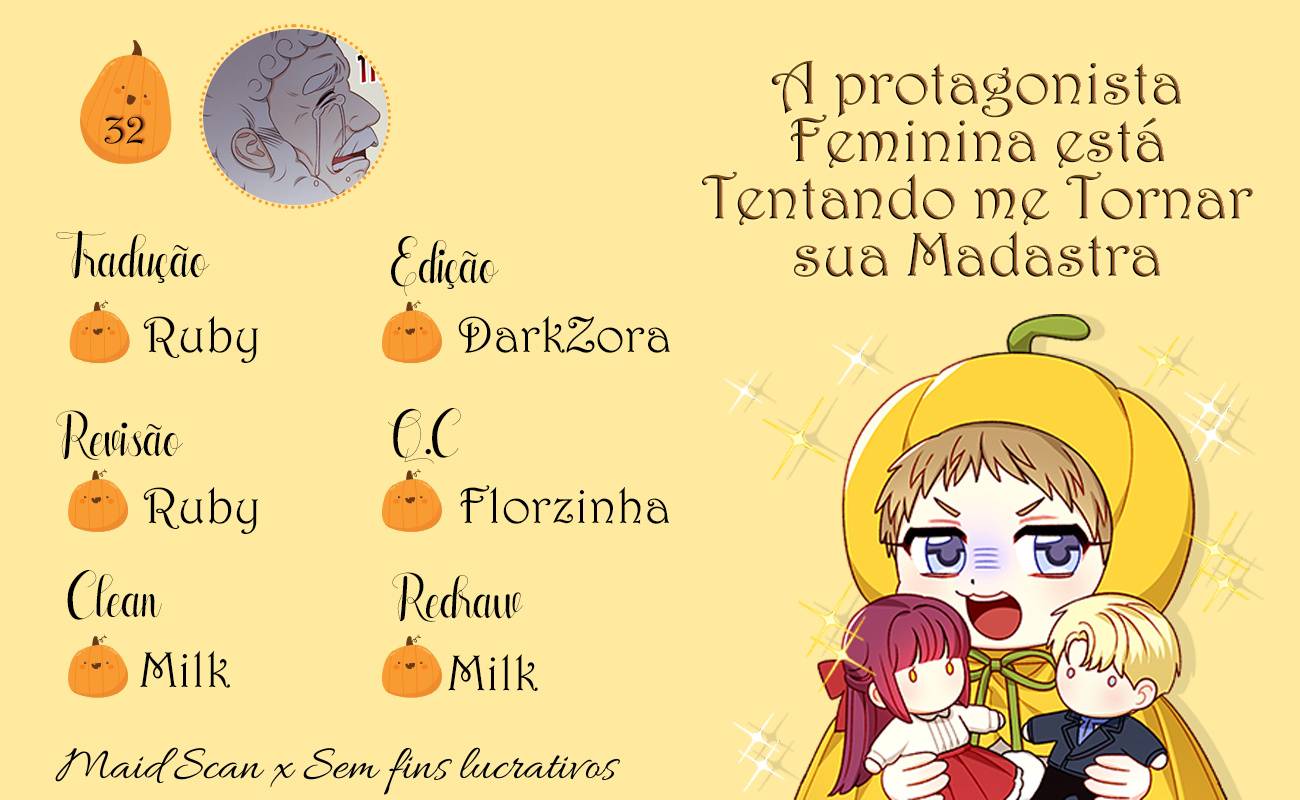 32
A protagonista
Feminina está
Tentando me Tornar
sua Madastra
Tradução
Ruby
Edição
DarkZora
Revisão
Ruby
Q.C
Florzinha
Clean
Milk
Redraw
Milk
Maid Scan x Sem fins lucrativos